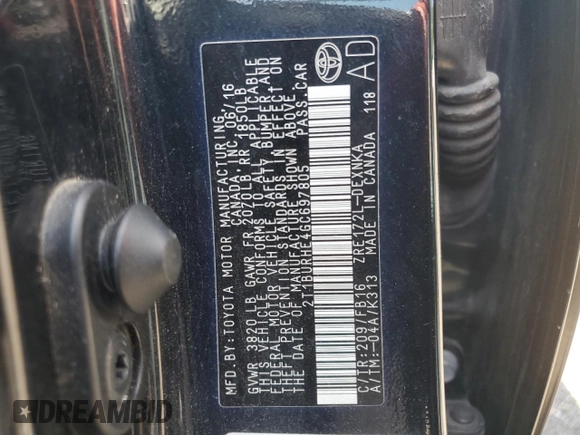 MFD.BY:TOYOTA MOTOR MANUFACTURING
CANADA,INC. 06/16
GVWR 3820LB GAWR FR 2070LB RR 1850LB
THIS VEHICLE CONFORMS TO ALL APPLICABLE
FEDERAL MOTOR VEHICLE SAFETY, BUMPER, AND
THEFT PREVENTION STANDARDS IN EFFECT ON
THE DATE OF MANUFACTURE SHOWN ABOVE.
2T1BURHE4GC697805 PASS.CAR
C/TR:209/FB16 ZRE172L-DEXNKA
A/TM:-04A/K313 MADE IN CANADA 118
AD
DREAMBID